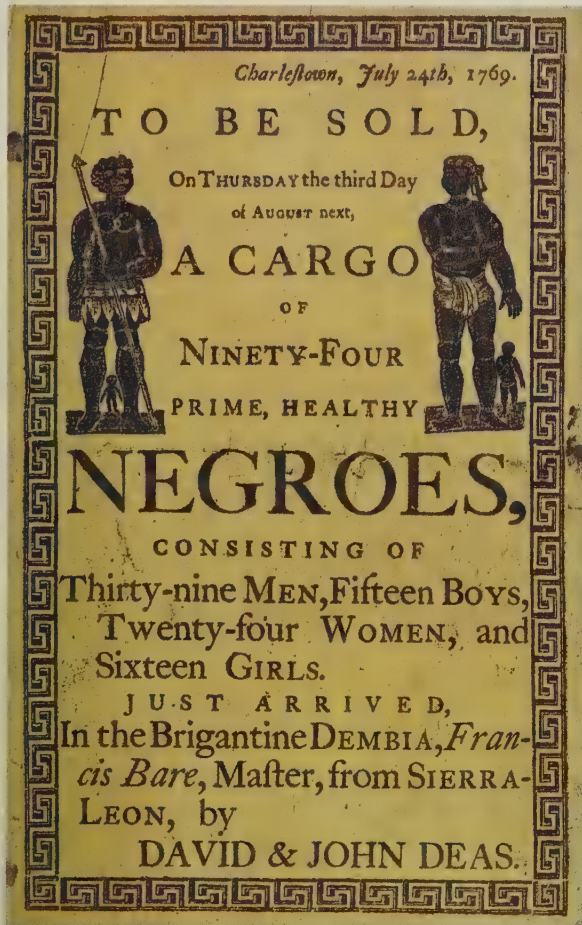 Charleſtown, July 24th, 1769.
TO BE SOLD,
On THURSDAY the third Day
of AUGUST next,
A CARGO
OF
NINETY-FOUR
PRIME, HEALTHY
NEGROES,
CONSISTING OF
Thirty-nine MEN, Fifteen BOYS,
Twenty-four WOMEN, and
Sixteen GIRLS.
JUST ARRIVED,
In the Brigantine DEMBIA, Fran-
cis Bare, Maſter, from SIERRA-
LEON, by
DAVID & JOHN DEAS.